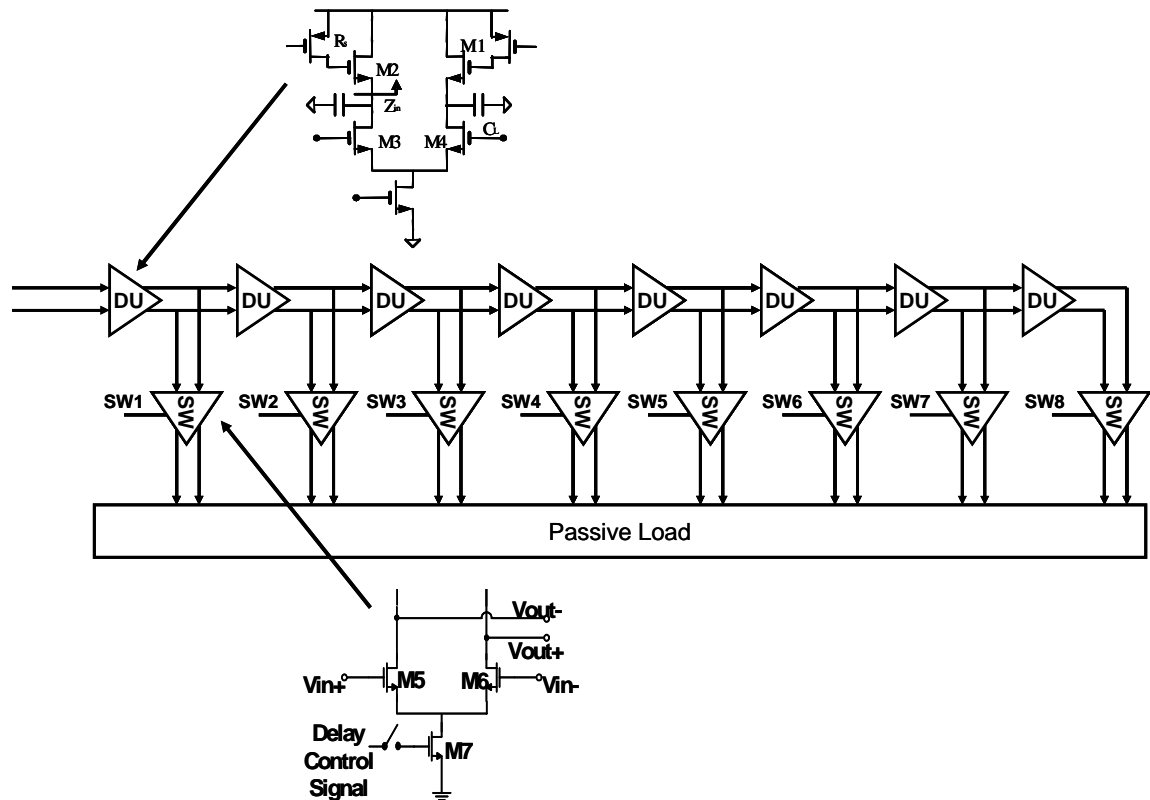 Rs
M1
M2
Zin
CL
M3
M4
DU DU DU DU DU DU DU DU
SW1 SW2 SW3 SW4 SW5 SW6 SW7 SW8
SW SW SW SW SW SW SW SW
Passive Load
Vout-
Vout+
Vin+
M5
M6
Vin-
Delay
Control
Signal
M7